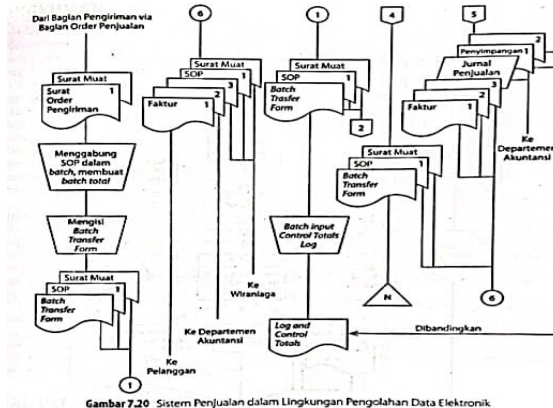 Dari Bagian Pengiriman via
Bagian Order Penjualan
Surat Muat
Surat 1
Order
Pengiriman
Menggabung
SOP dalam
batch, membuat
batch total
Mengisi
Batch
Transfer
Form
Surat Muat
SOP 1
Batch
Transfer
Form
1
6
Surat Muat
SOP 1
3
2
Faktur 1
Ke
Wiraniaga
Ke Departemen
Akuntansi
Ke
Pelanggan
1
Surat Muat
SOP 1
Batch
Trasfer
Form
2
Batch input
Control Totals
Log
Log and
Control
Totals
4
Surat Muat
SOP 1
Batch
Transfer
Form
N
5
2
Penyimpangan 1
Jurnal
Penjualan
3
2
Faktur 1
Ke
Departemen
Akuntansi
6
Dibandingkan
Gambar 7.20 Sistem Penjualan dalam Lingkungan Pengolahan Data Elektronik